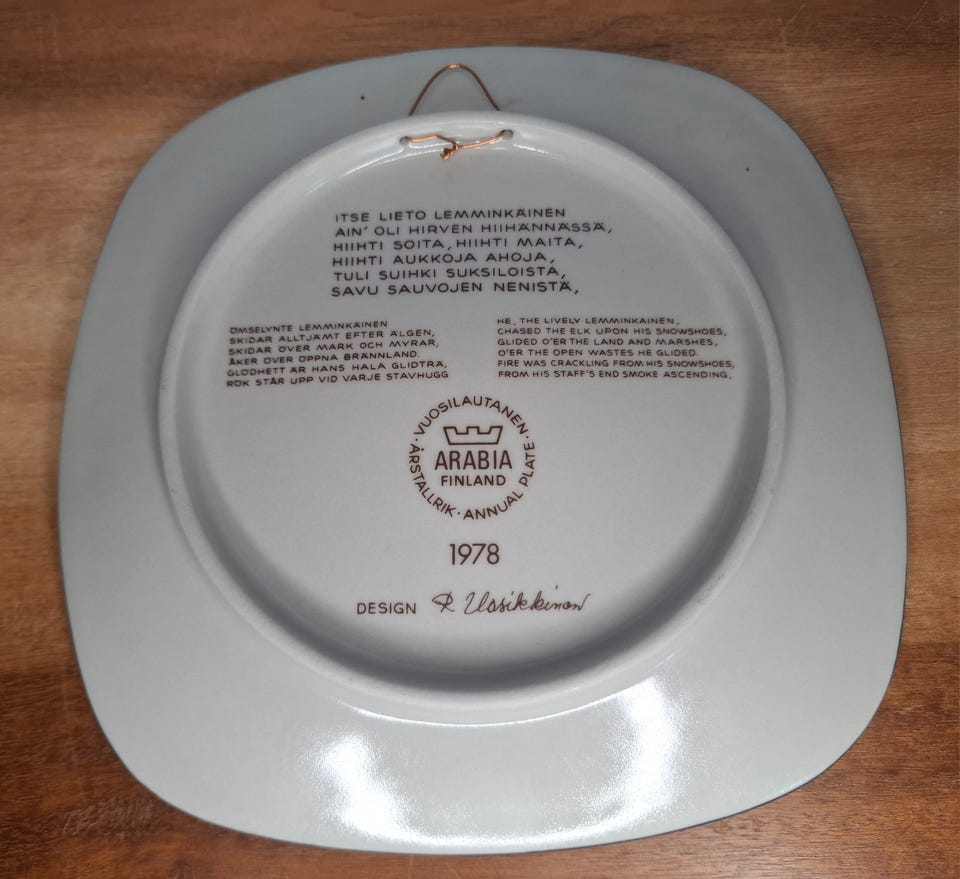 ITSE LIETO LEMMINKÄINEN
AIN' OLI HIRVEN HIIHÄNNÄSSÄ,
HIIHTI SOITA, HIIHTI MAITA,
HIIHTI AUKKOJA AHOJA,
TULI SUIHKI SUKSILOISTA,
SAVU SAUVOJEN NENISTÄ,
ÖMSELYNTE LEMMINKÄINEN
SKIDAR ALLTJÄMT EFTER ÄLGEN,
SKIDAR ÖVER MARK OCH MYRAR,
ÅKER ÖVER ÖPPNA BRÄNNLAND.
GLÖDHETT ÄR HANS HALA GLIDTRÄ,
RÖK STÅR UPP VID VARJE STAVHUGG
HE, THE LIVELY LEMMINKAINEN,
CHASED THE ELK UPON HIS SNOWSHOES,
GLIDED O'ER THE LAND AND MARSHES,
O'ER THE OPEN WASTES HE GLIDED.
FIRE WAS CRACKLING FROM HIS SNOWSHOES,
FROM HIS STAFF'S END SMOKE ASCENDING.
· VUOSILAUTANEN · ANNUAL PLATE · ÅRSTALLRIK
ARABIA
FINLAND
1978
DESIGN R Uosikkinen